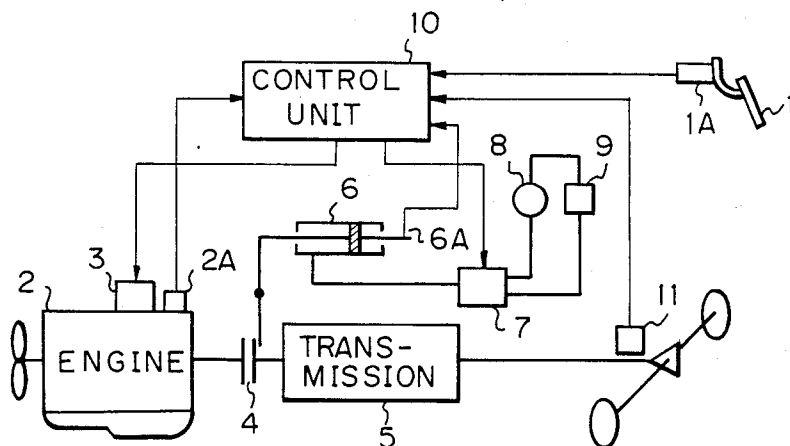 10
CONTROL
UNIT
1A
1
8
9
6
6A
3
2A
2
7
11
ENGINE
TRANS-
MISSION
4
5